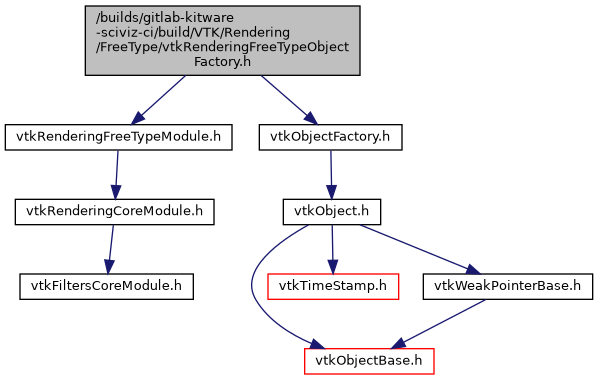 /builds/gitlab-kitware
-sciviz-ci/build/VTK/Rendering
/FreeType/vtkRenderingFreeTypeObject
Factory.h
vtkRenderingFreeTypeModule.h
vtkObjectFactory.h
vtkRenderingCoreModule.h
vtkObject.h
vtkFiltersCoreModule.h
vtkTimeStamp.h
vtkWeakPointerBase.h
vtkObjectBase.h